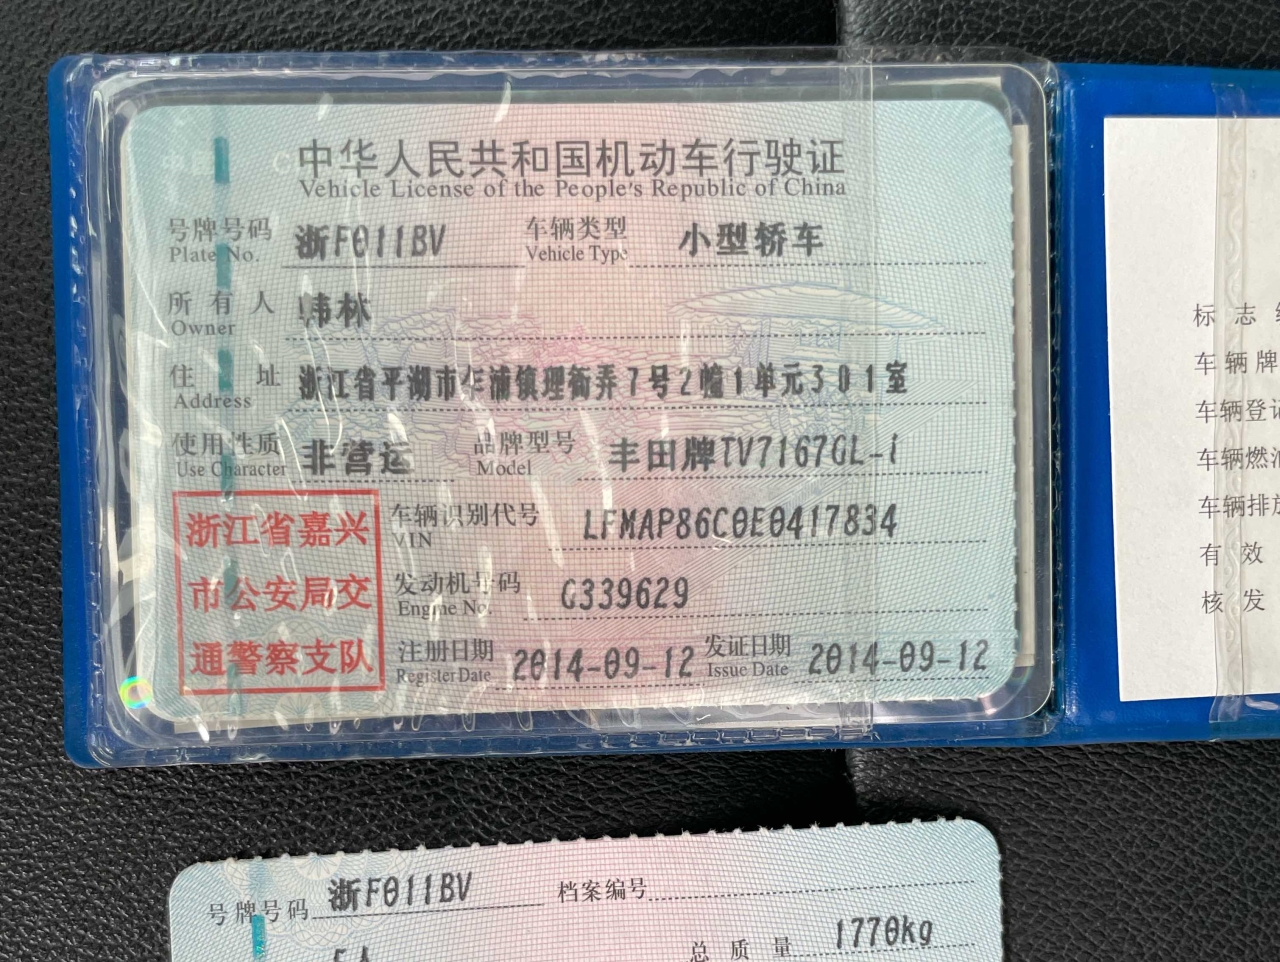 中华人民共和国机动车行驶证
Vehicle License of the People's Republic of China
号牌号码 浙F011BV 车辆类型 小型轿车
Plate No. Vehicle Type
所有人 韩林
Owner
住址 浙江省平湖市乍浦镇理街弄7号2幢1单元301室
Address
使用性质 非营运 品牌型号 丰田牌TV7167GL-i
Use Character Model
浙江省嘉兴
市公安局交
通警察支队
车辆识别代号 LFMAP86C0E0417834
VIN
发动机号码 G339629
Engine No.
注册日期 2014-09-12 发证日期 2014-09-12
Register Date Issue Date
标志
车辆牌
车辆登记
车辆燃油
车辆排放
有效
核发
号牌号码 浙F011BV 档案编号
5人 总质量 1770kg